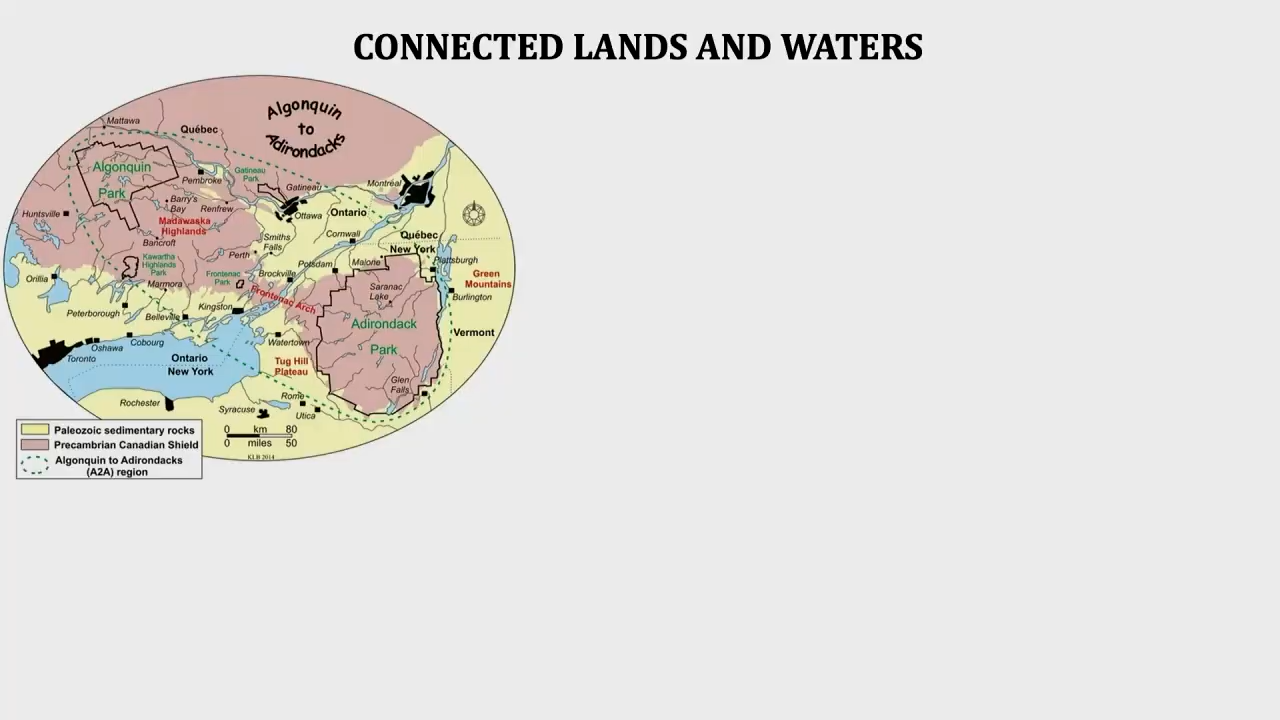 CONNECTED LANDS AND WATERS
Algonquin
to
Adirondacks
Mattawa
Québec
Algonquin
Park
Pembroke
Gatineau
Park
Gatineau
Montréal
Huntsville
Barry's
Bay
Renfrew
Ottawa
Ontario
Madawaska
Highlands
Bancroft
Smiths
Falls
Cornwall
Québec
New York
Perth
Kawartha
Highlands
Park
Potsdam
Malone
Plattsburgh
Orillia
Marmora
Frontenac
Park
Brockville
Green
Mountains
Saranac
Lake
Burlington
Frontenac Arch
Peterborough
Belleville
Kingston
Adirondack
Park
Vermont
Watertown
Cobourg
Oshawa
Toronto
Ontario
New York
Tug Hill
Plateau
Glen
Falls
Rochester
Syracuse
Rome
Utica
0 km 80
0 miles 50
KLB 2014
Paleozoic sedimentary rocks
Precambrian Canadian Shield
Algonquin to Adirondacks
(A2A) region